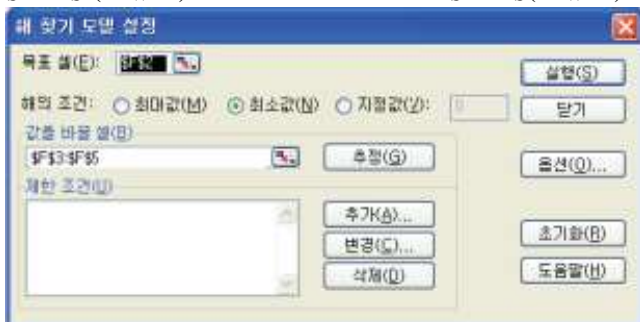 해 찾기 모델 설정
목표 셀(E): $F$2
실행(S)
해의 조건: 최대값(M) 최소값(N) 지정값(V): 0
닫기
값을 바꿀 셀(B)
$F$3:$F$5 추정(G)
옵션(O)...
제한 조건(U)
추가(A)...
변경(C)...
초기화(R)
삭제(D)
도움말(H)